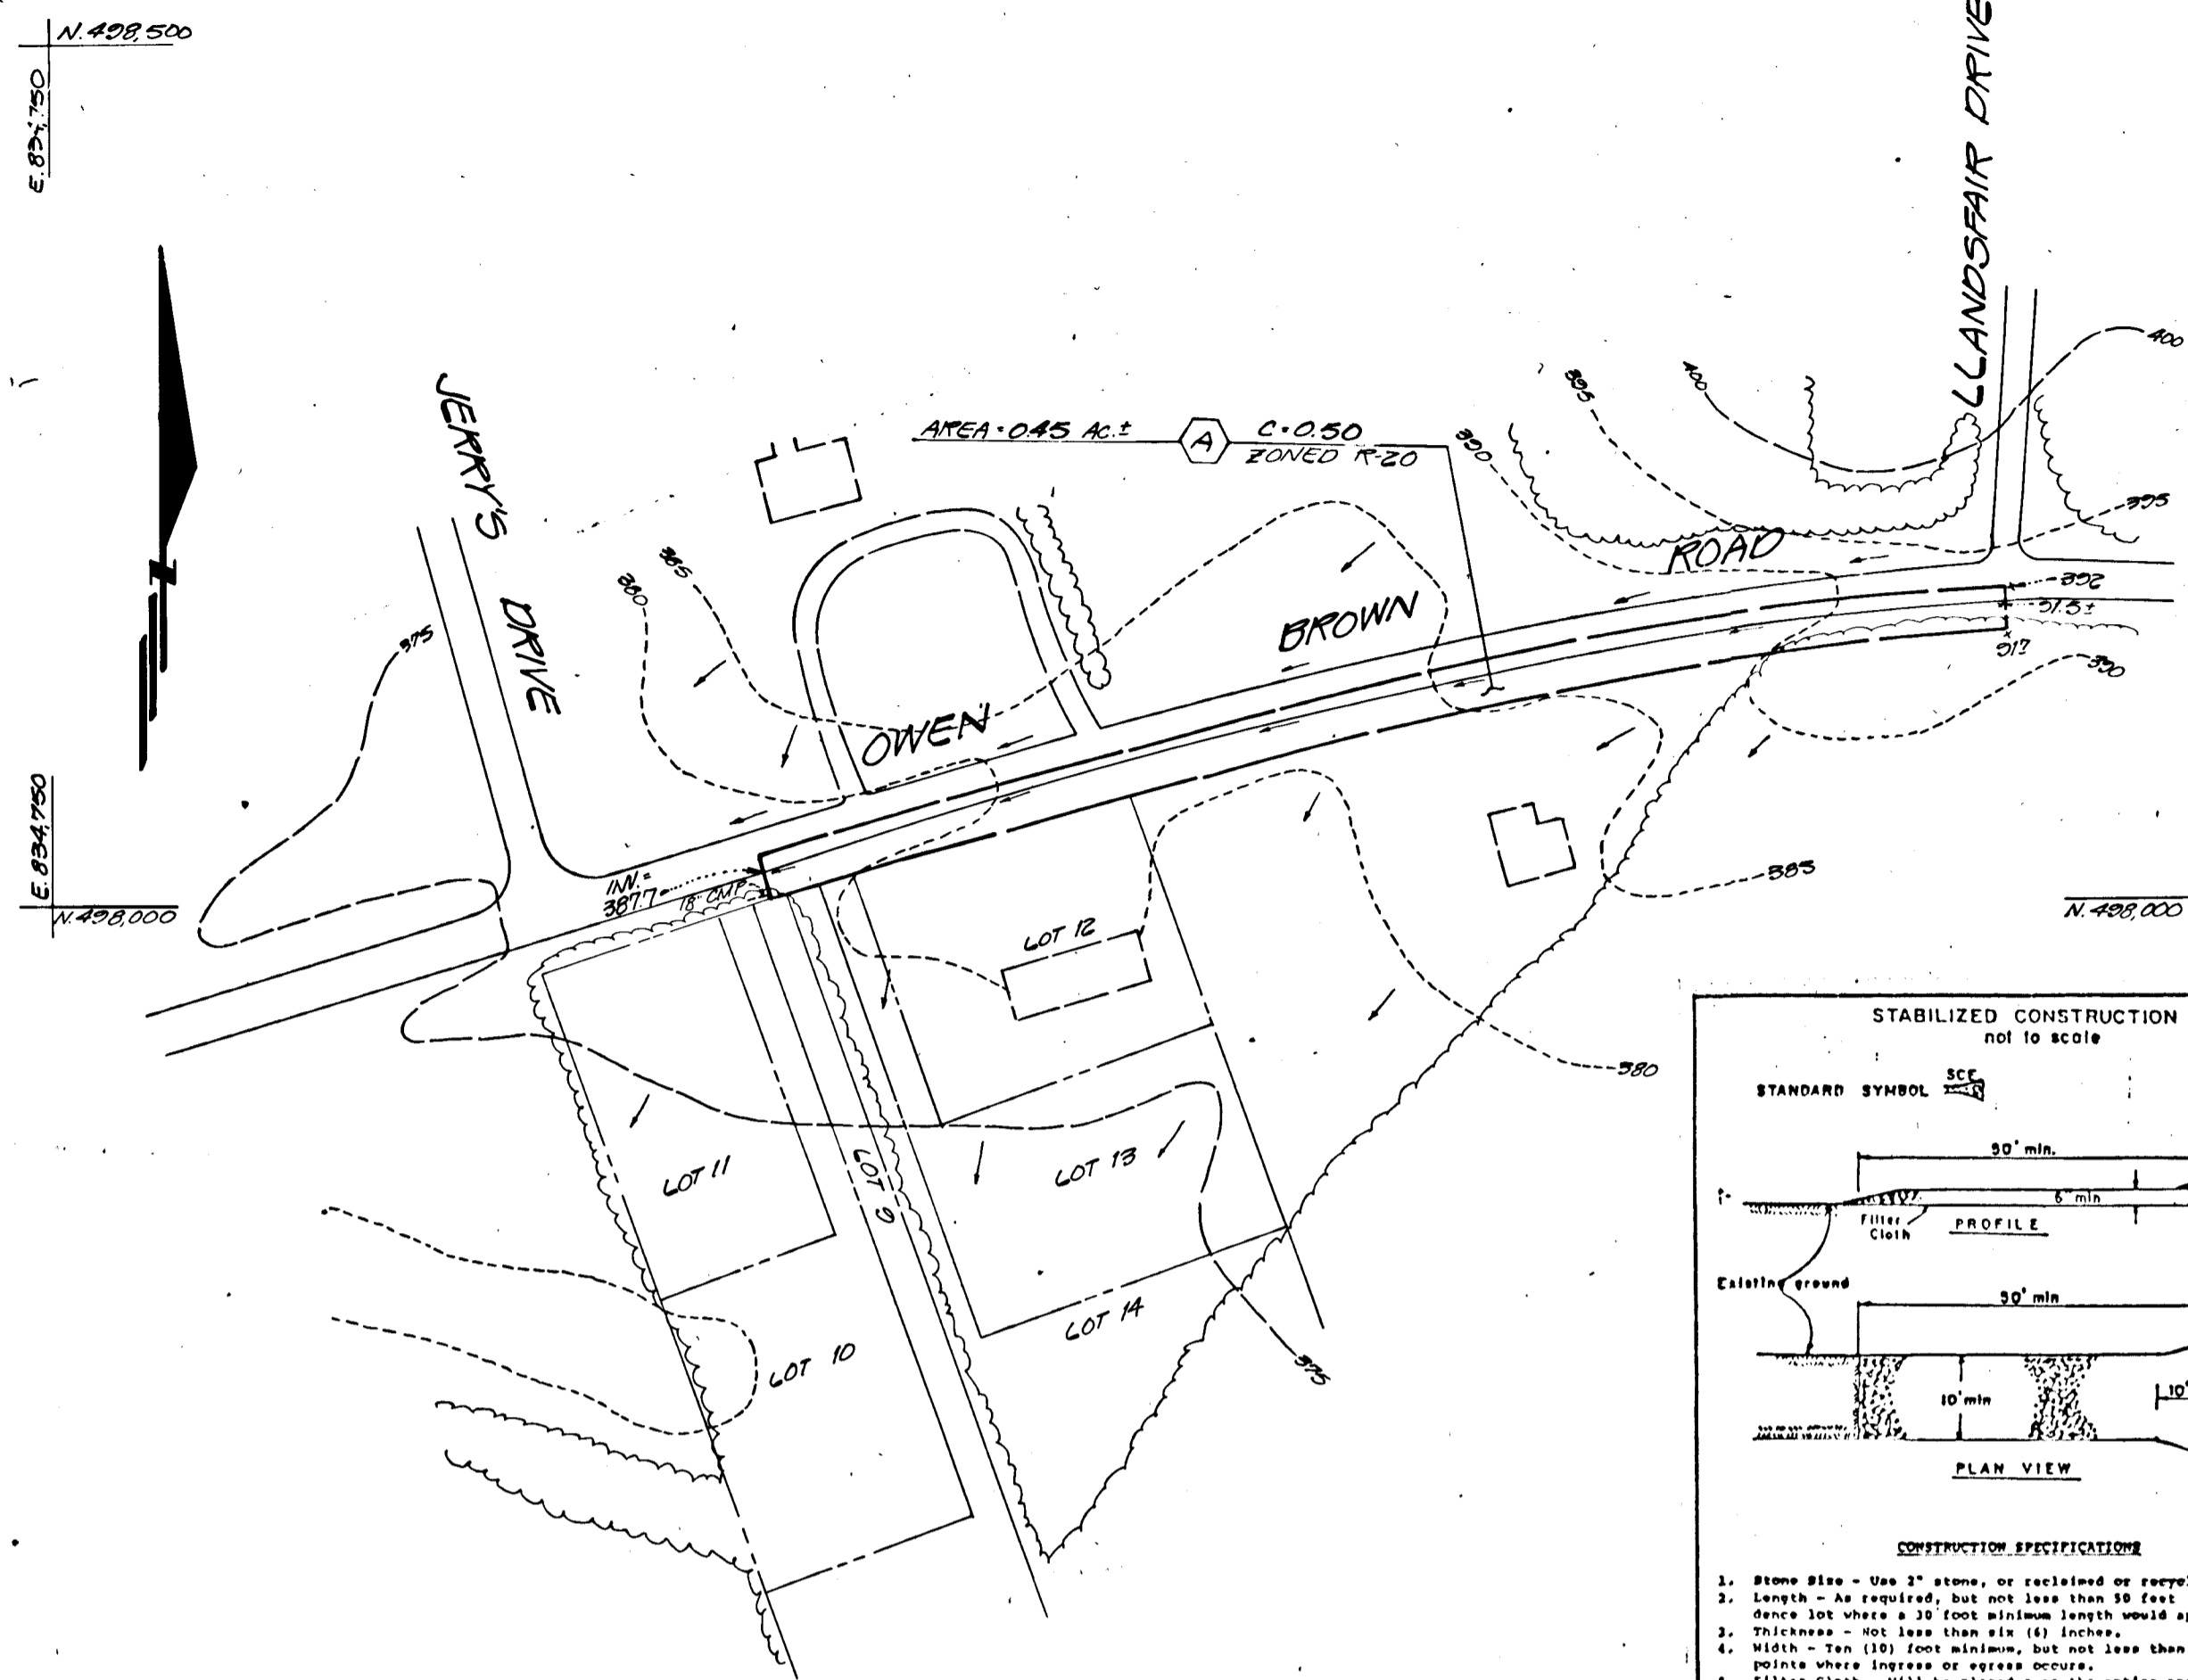 N. 498,500
E. 834,750
LLANDSFAIR DRIVE
400
395
400
390
395
JERRY'S DRIVE
AREA = 0.45 AC.±
A
C = 0.50
ZONED R-20
OWEN BROWN ROAD
392
91.5±
917
390
385
380
375
INV. =
387.7
18" CMP
E. 834,750
N. 498,000
N. 498,000
LOT 12
385
380
LOT 11
LOT 9
LOT 13
LOT 14
LOT 10
375
STABILIZED CONSTRUCTION
not to scale
STANDARD SYMBOL SCE
50' min.
6" min
Filter Cloth
PROFILE
Existing ground
50' min
10' min
10'
PLAN VIEW
CONSTRUCTION SPECIFICATIONS
1. Stone Size - Use 2" stone, or reclaimed or
2. Length - As required, but not less than 50 feet
dence lot where a 30 foot minimum length would
3. Thickness - Not less than six (6) inches.
4. Width - Ten (10) foot minimum, but not less than
points where ingress or egress occurs.